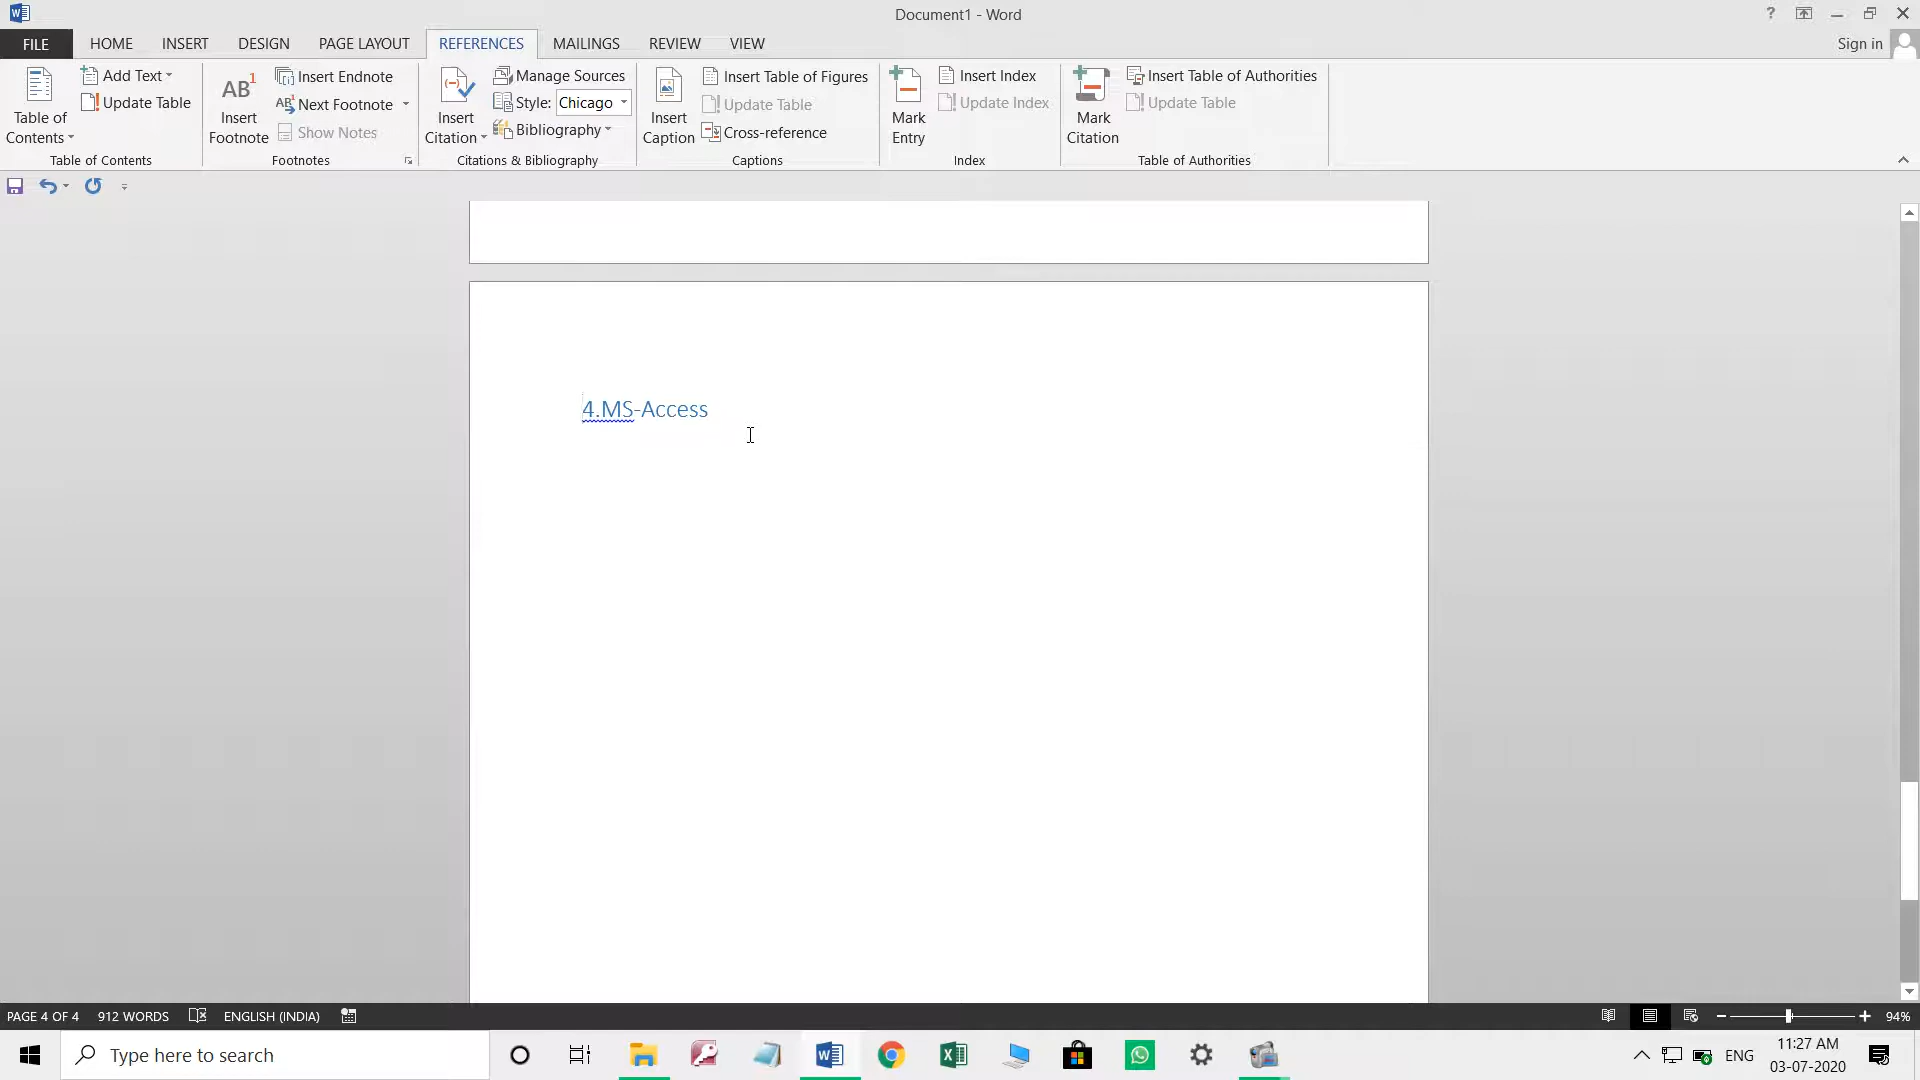 Document1 - Word
?
FILE HOME INSERT DESIGN PAGE LAYOUT REFERENCES MAILINGS REVIEW VIEW Sign in
Table of Contents
Add Text
Update Table
Table of Contents
AB1
Insert Footnote
Insert Endnote
Next Footnote
Show Notes
Footnotes
Insert Citation
Manage Sources
Style: Chicago
Bibliography
Citations & Bibliography
Insert Caption
Insert Table of Figures
Update Table
Cross-reference
Captions
Mark Entry
Insert Index
Update Index
Index
Mark Citation
Insert Table of Authorities
Update Table
Table of Authorities
4.MS-Access
PAGE 4 OF 4 912 WORDS ENGLISH (INDIA) 94%
Type here to search
ENG
11:27 AM
03-07-2020